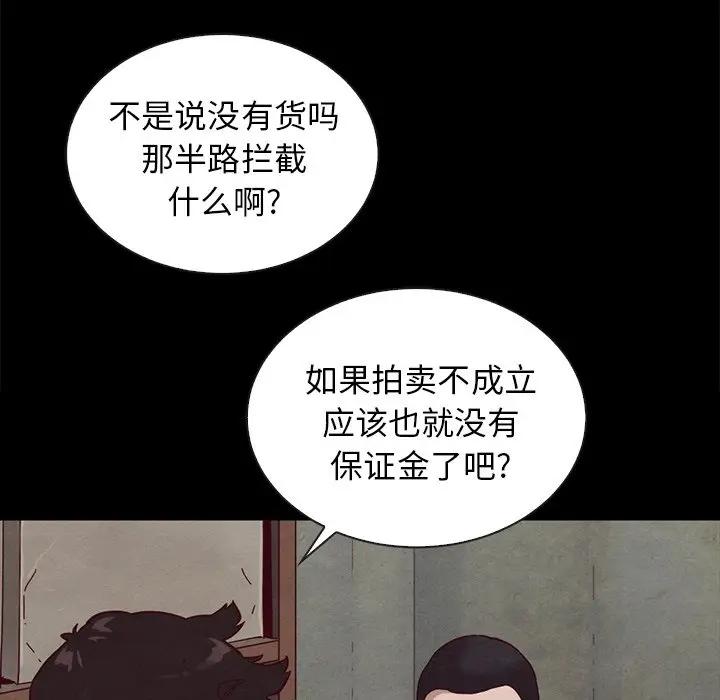 不是说没有货吗
那半路拦截
什么啊?
如果拍卖不成立
应该也就没有
保证金了吧?